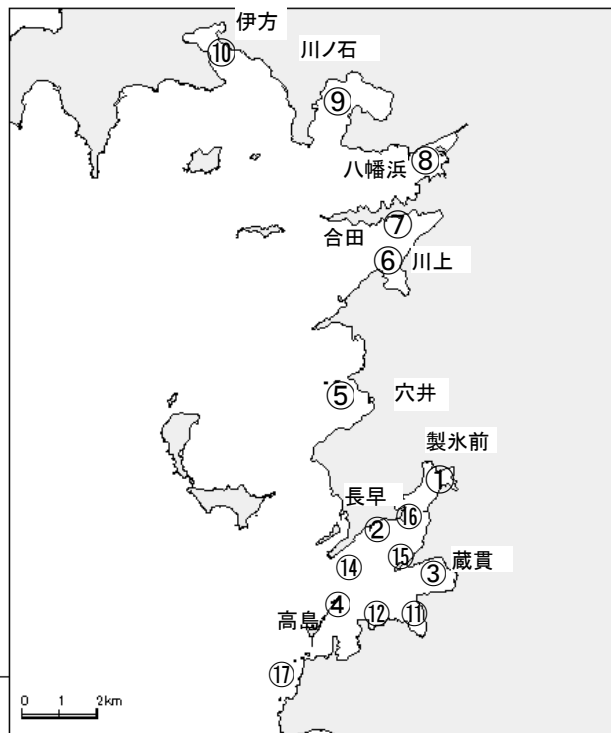 伊方
⑩
川ノ石
⑨
八幡浜
⑧
合田
⑦
⑥
川上
⑤
穴井
製氷前
①
長早
⑯
②
⑮
蔵貫
⑭
③
④
高島
⑫
⑪
⑰
0 1 2km